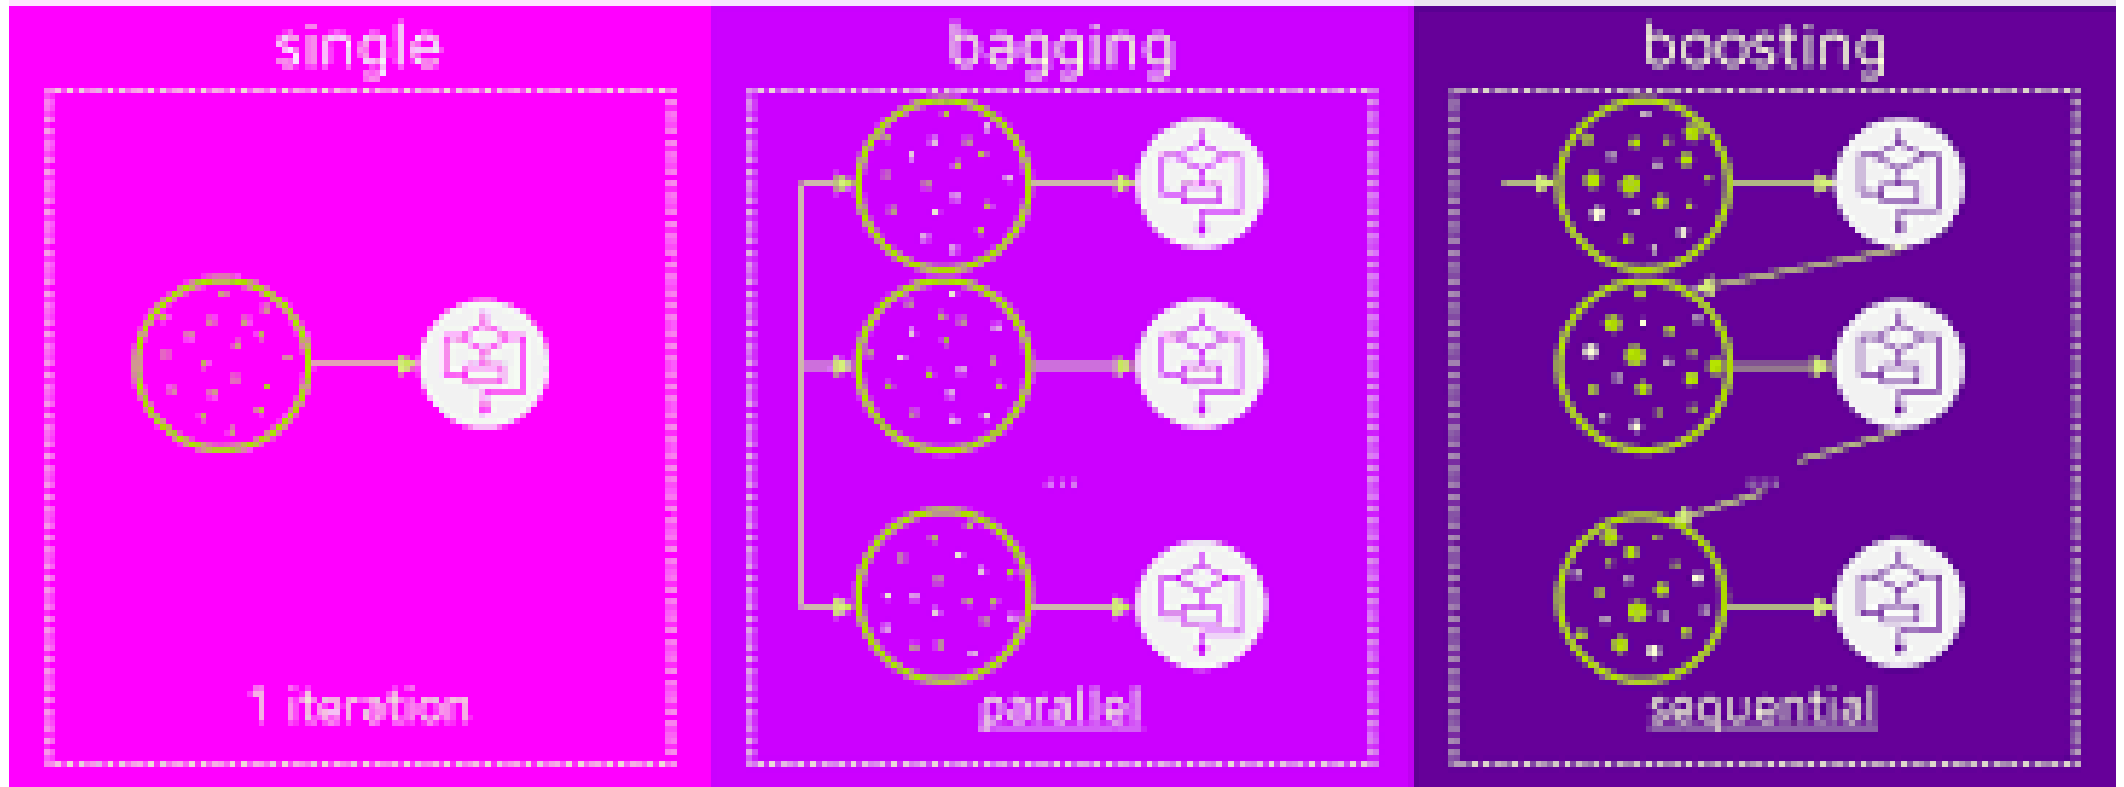 single
bagging
boosting
...
...
1 iteration
parallel
sequential